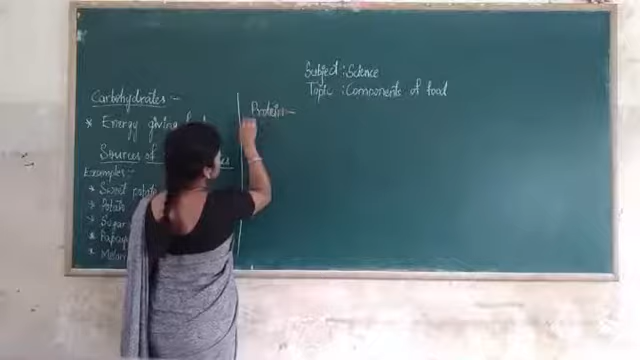 Subject : Science
Topic : Components of food
Carbohydrates :-
* Energy giving
Sources of
Examples :-
* Sweet potato
* Potato
* Sugar
* Papaya
* Melon
Protein :-